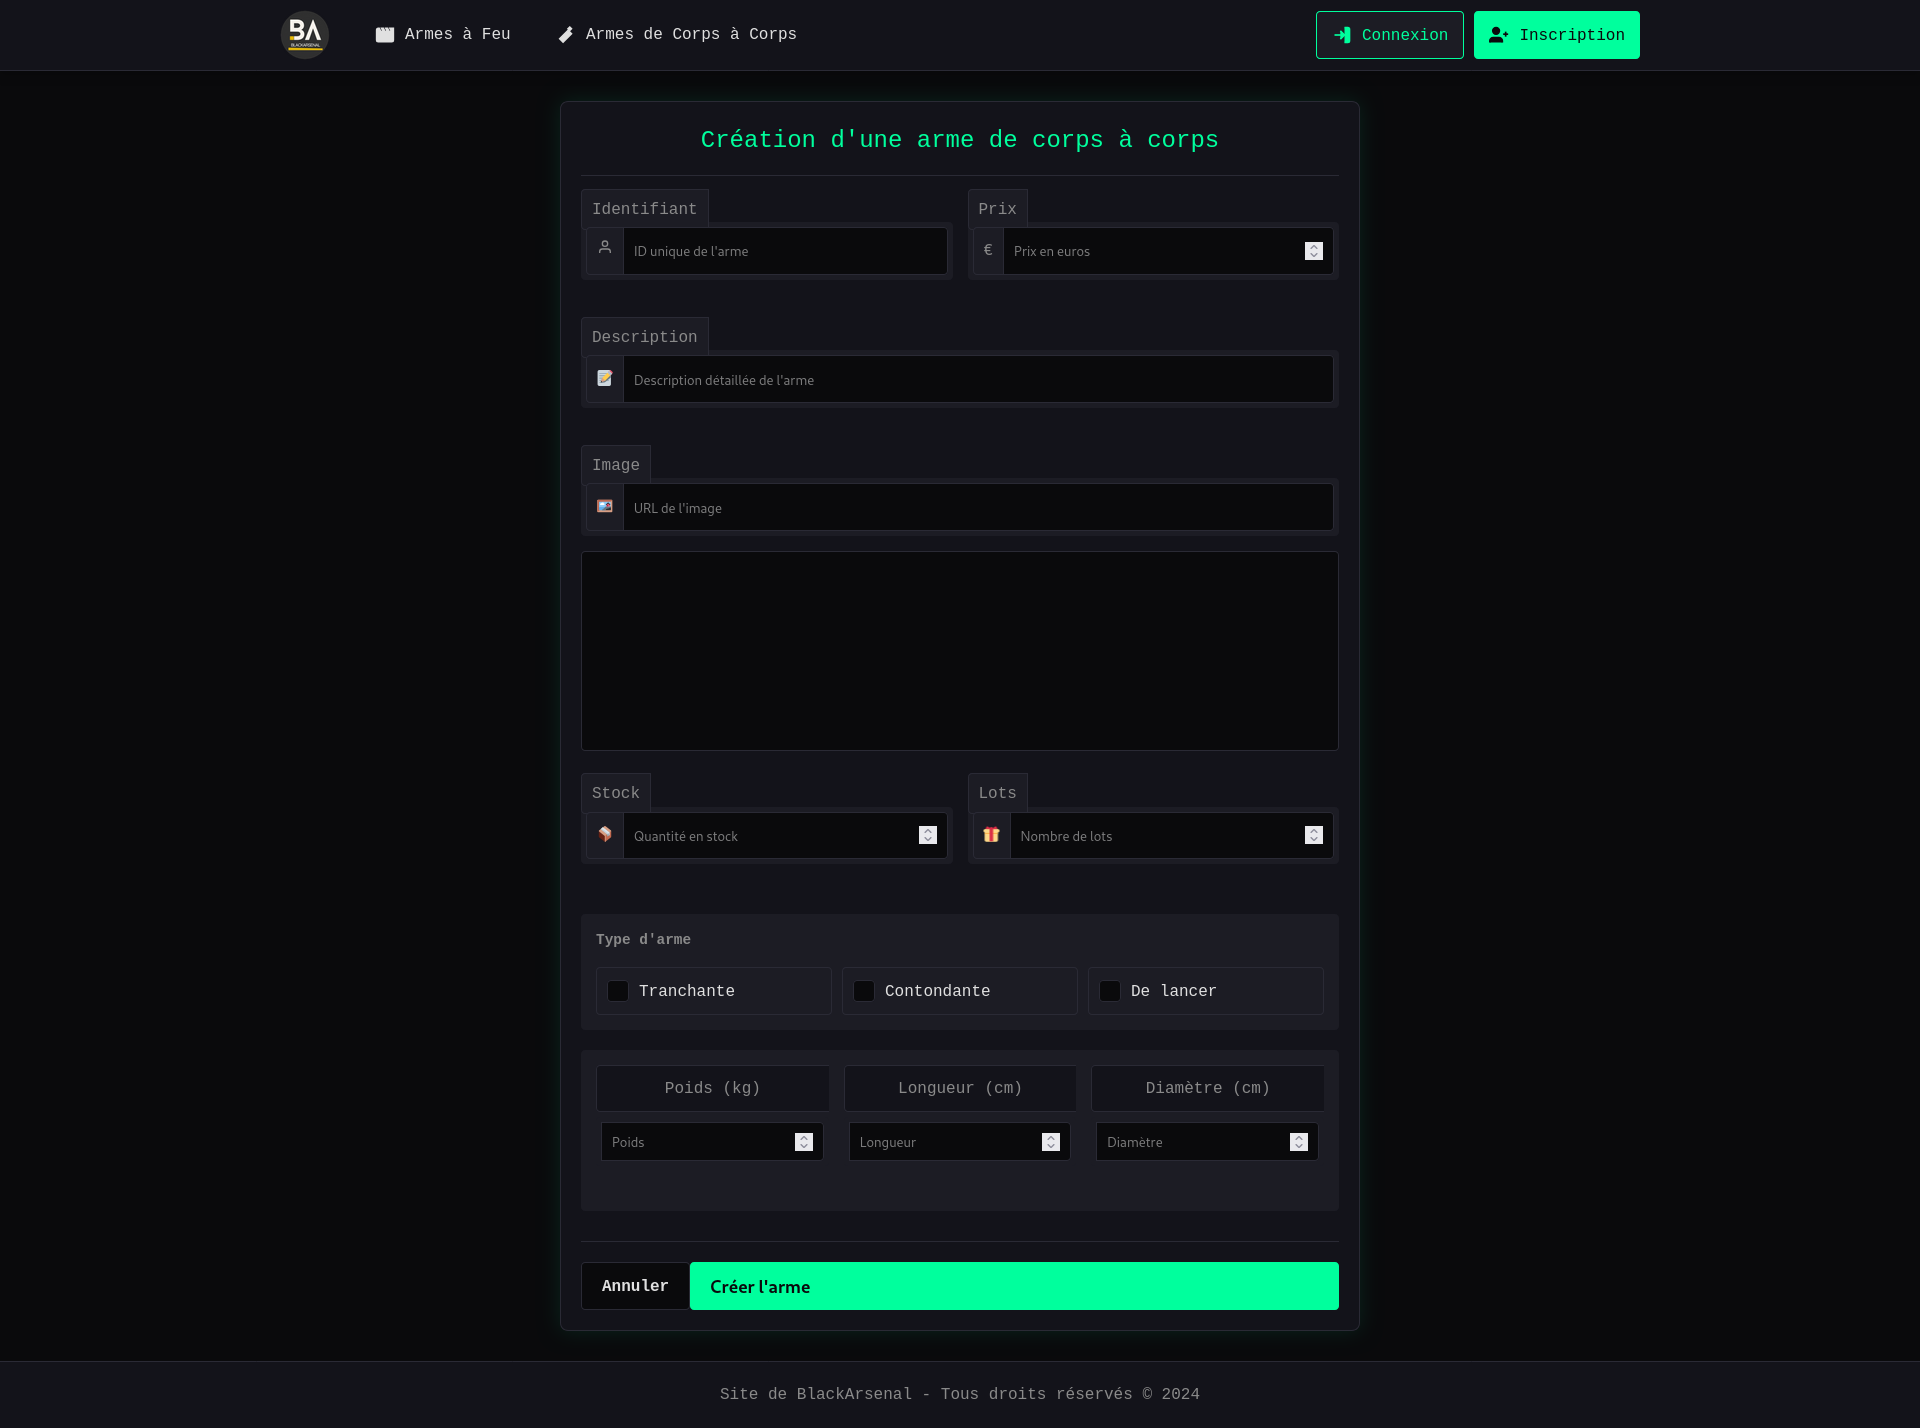 BA
BLACKARSENAL
Armes à Feu
Armes de Corps à Corps
Connexion
Inscription
Création d'une arme de corps à corps
Identifiant
Prix
ID unique de l'arme
€
Prix en euros
Description
Description détaillée de l'arme
Image
URL de l'image
Stock
Lots
Quantité en stock
Nombre de lots
Type d'arme
Tranchante
Contondante
De lancer
Poids (kg)
Longueur (cm)
Diamètre (cm)
Poids
Longueur
Diamètre
Annuler
Créer l'arme
Site de BlackArsenal - Tous droits réservés © 2024